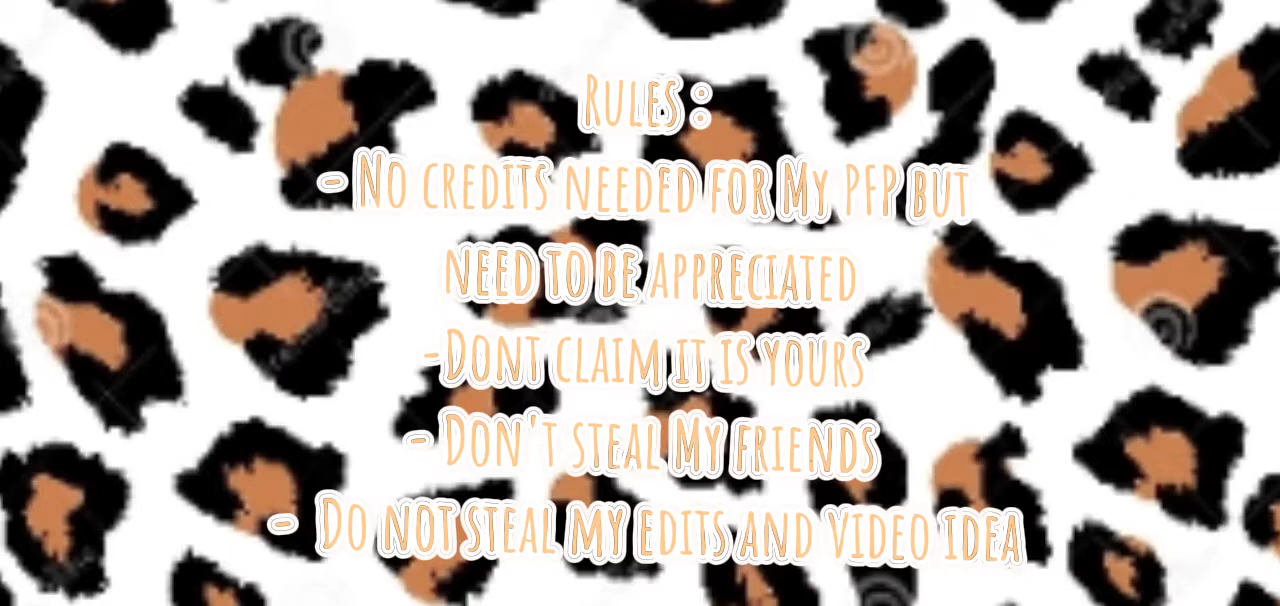 Rules :
- No credits needed for My PFP but
need to be appreciated
-Dont claim it is yours
- Don't steal My friends
- Do not steal my edits and video idea